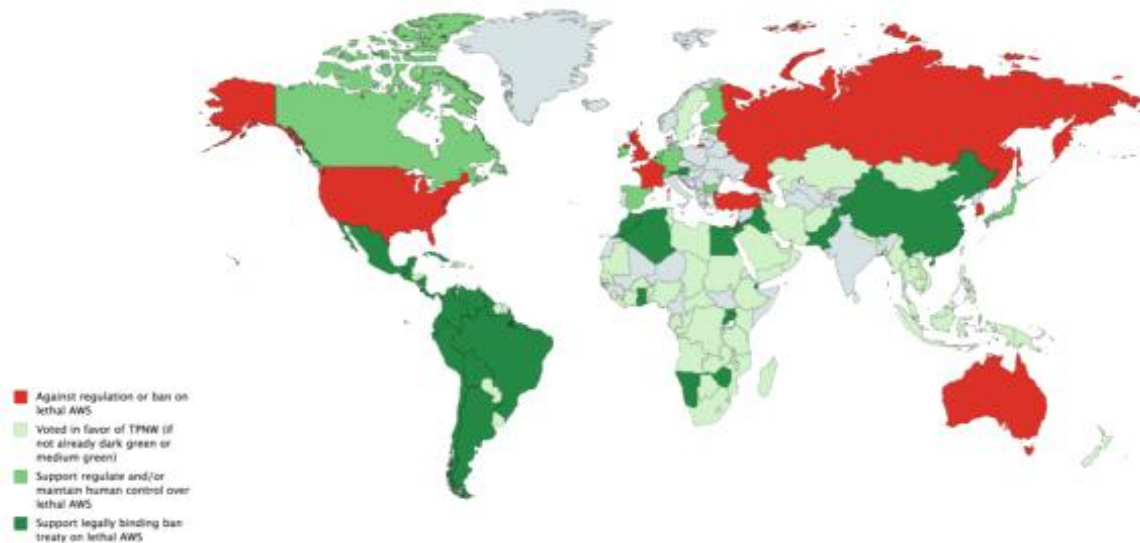 Against regulation or ban on
lethal AWS
Voted in favor of TPNW (if
not already dark green or
medium green)
Support regulate and/or
maintain human control over
lethal AWS
Support legally binding ban
treaty on lethal AWS